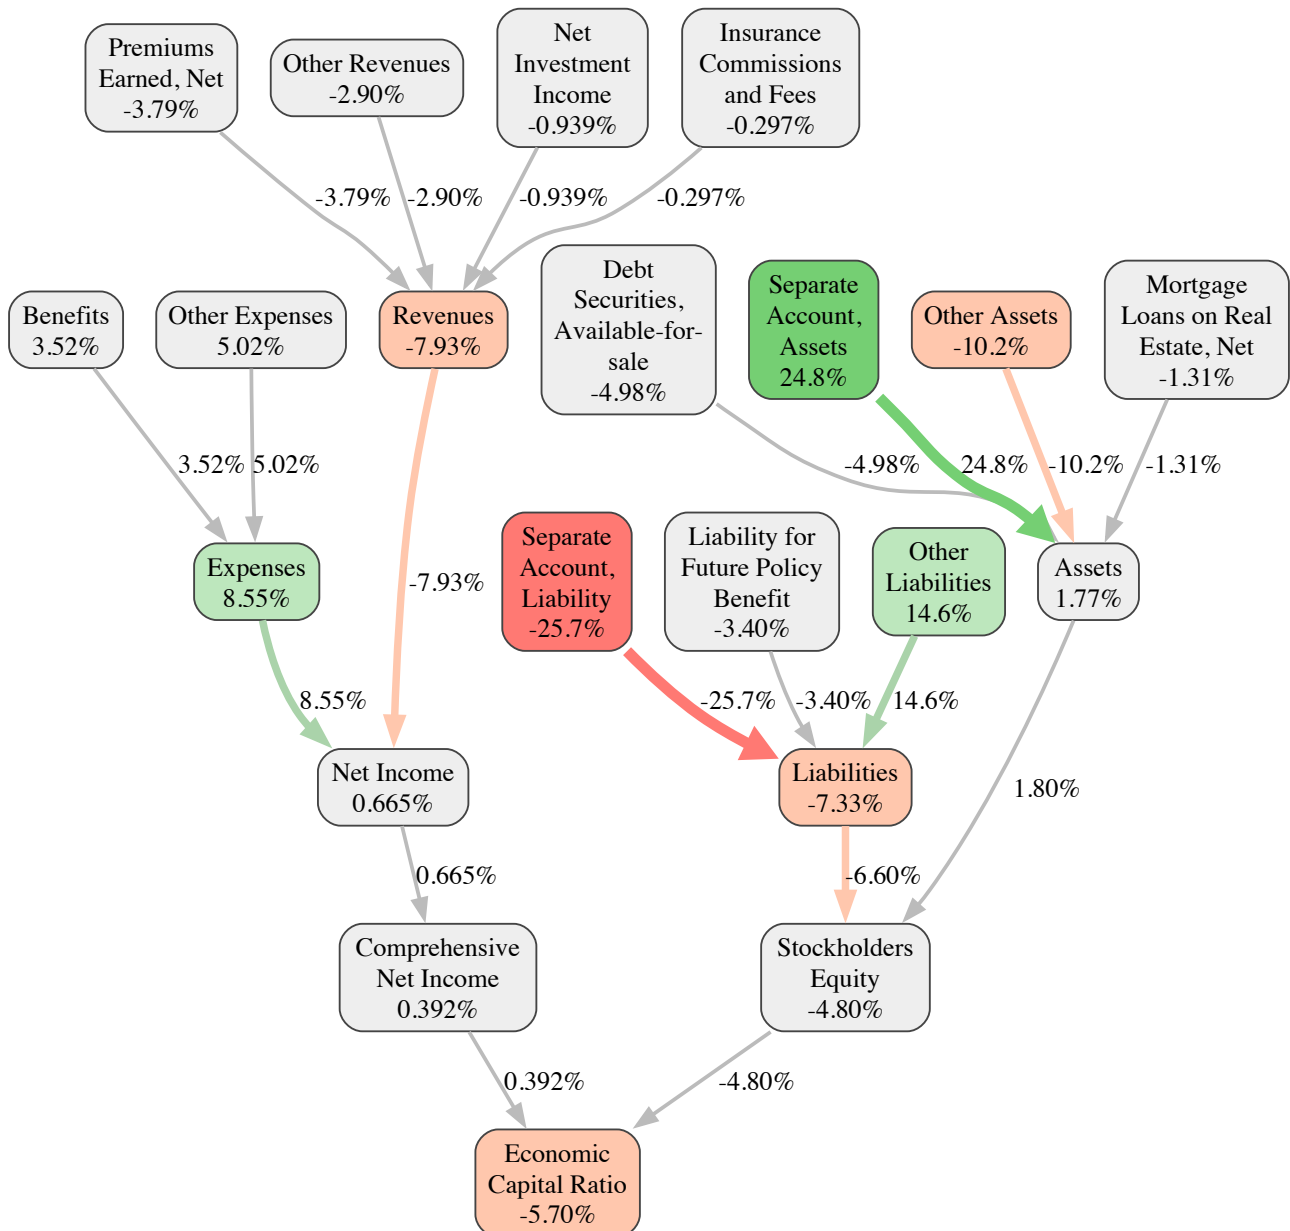 Premiums
Earned, Net
-3.79%
Other Revenues
-2.90%
Net
Investment
Income
-0.939%
Insurance
Commissions
and Fees
-0.297%
-3.79%
-2.90%
-0.939%
-0.297%
Benefits
3.52%
Other Expenses
5.02%
Revenues
-7.93%
Debt
Securities,
Available-for-
sale
-4.98%
Separate
Account,
Assets
24.8%
Other Assets
-10.2%
Mortgage
Loans on Real
Estate, Net
-1.31%
3.52%
5.02%
-4.98%
24.8%
-10.2%
-1.31%
Expenses
8.55%
-7.93%
Separate
Account,
Liability
-25.7%
Liability for
Future Policy
Benefit
-3.40%
Other
Liabilities
14.6%
Assets
1.77%
8.55%
-25.7%
-3.40%
14.6%
Net Income
0.665%
Liabilities
-7.33%
1.80%
0.665%
-6.60%
Comprehensive
Net Income
0.392%
Stockholders
Equity
-4.80%
0.392%
-4.80%
Economic
Capital Ratio
-5.70%